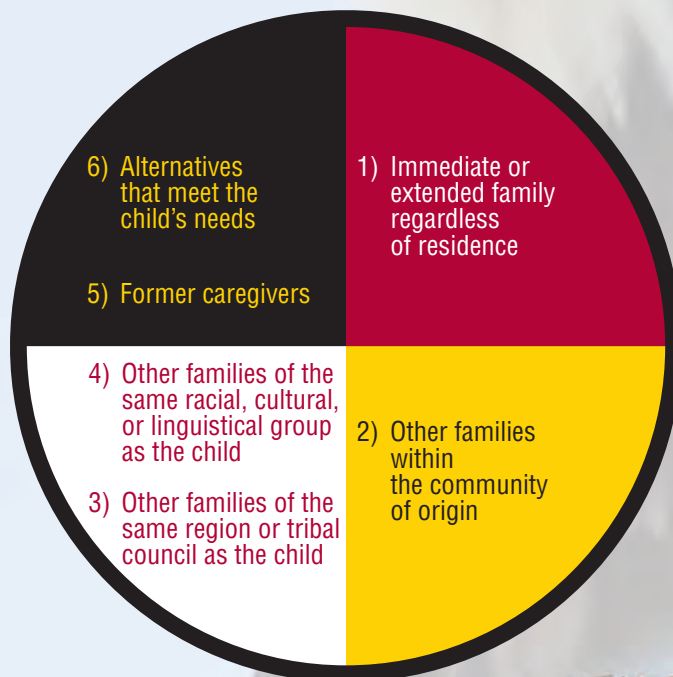 6) Alternatives
that meet the
child's needs
5) Former caregivers
1) Immediate or
extended family
regardless
of residence
4) Other families of the
same racial, cultural,
or linguistical group
as the child
3) Other families of the
same region or tribal
council as the child
2) Other families
within
the community
of origin